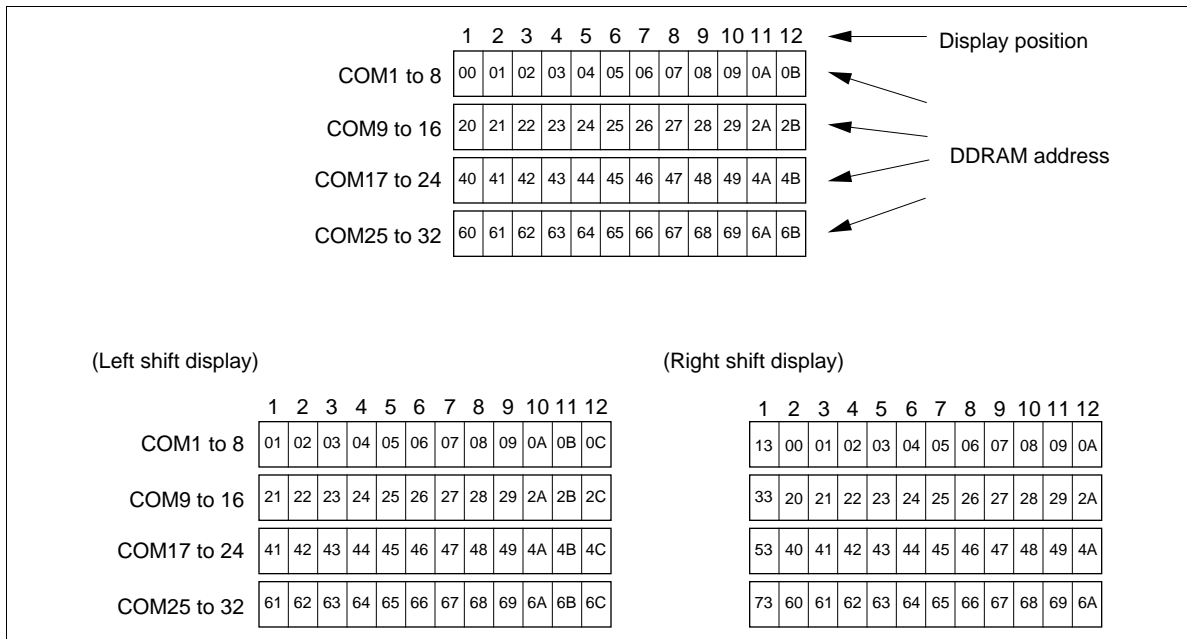 1 2 3 4 5 6 7 8 9 10 11 12 Display position
COM1 to 8 00 01 02 03 04 05 06 07 08 09 0A 0B
COM9 to 16 20 21 22 23 24 25 26 27 28 29 2A 2B
DDRAM address
COM17 to 24 40 41 42 43 44 45 46 47 48 49 4A 4B
COM25 to 32 60 61 62 63 64 65 66 67 68 69 6A 6B
(Left shift display)
1 2 3 4 5 6 7 8 9 10 11 12
COM1 to 8 01 02 03 04 05 06 07 08 09 0A 0B 0C
COM9 to 16 21 22 23 24 25 26 27 28 29 2A 2B 2C
COM17 to 24 41 42 43 44 45 46 47 48 49 4A 4B 4C
COM25 to 32 61 62 63 64 65 66 67 68 69 6A 6B 6C
(Right shift display)
1 2 3 4 5 6 7 8 9 10 11 12
13 00 01 02 03 04 05 06 07 08 09 0A
33 20 21 22 23 24 25 26 27 28 29 2A
53 40 41 42 43 44 45 46 47 48 49 4A
73 60 61 62 63 64 65 66 67 68 69 6A